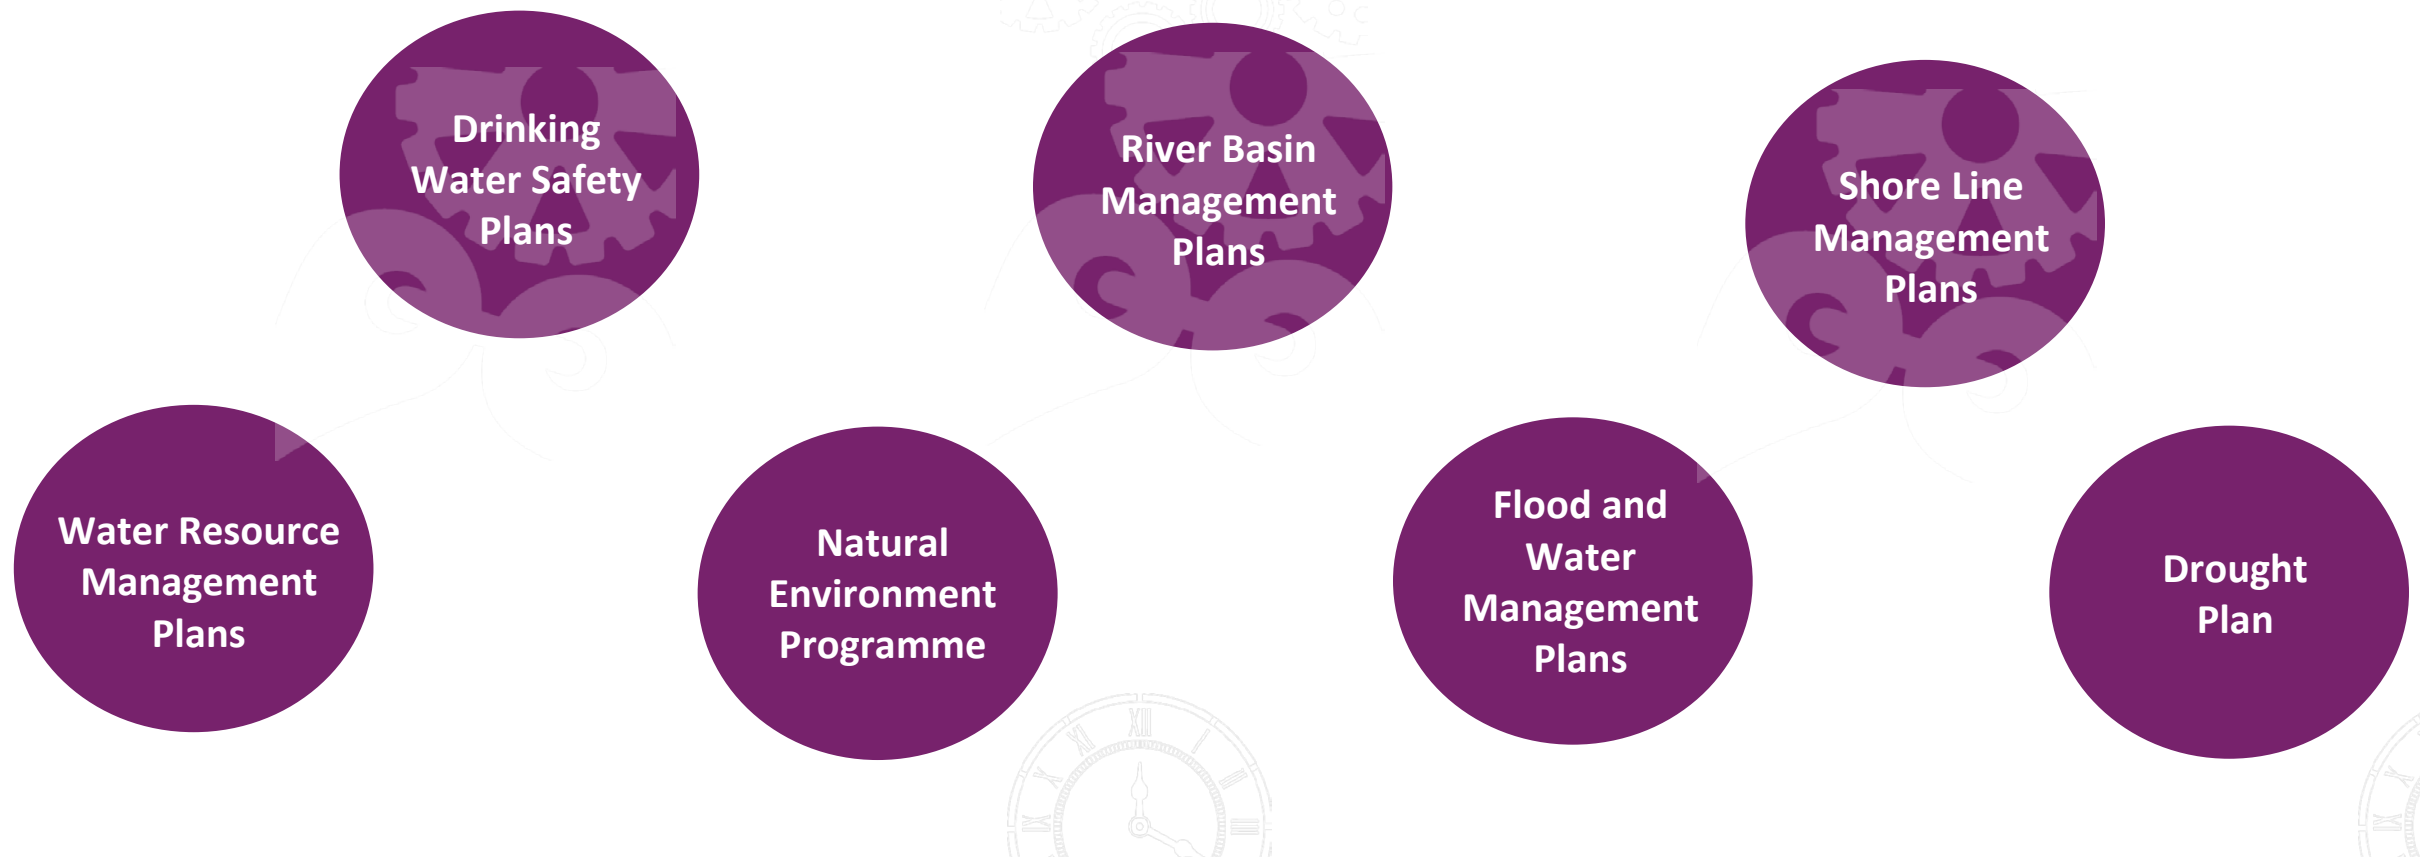 Drinking
Water Safety
Plans
River Basin
Management
Plans
Shore Line
Management
Plans
Water Resource
Management
Plans
Natural
Environment
Programme
Flood and
Water
Management
Plans
Drought
Plan